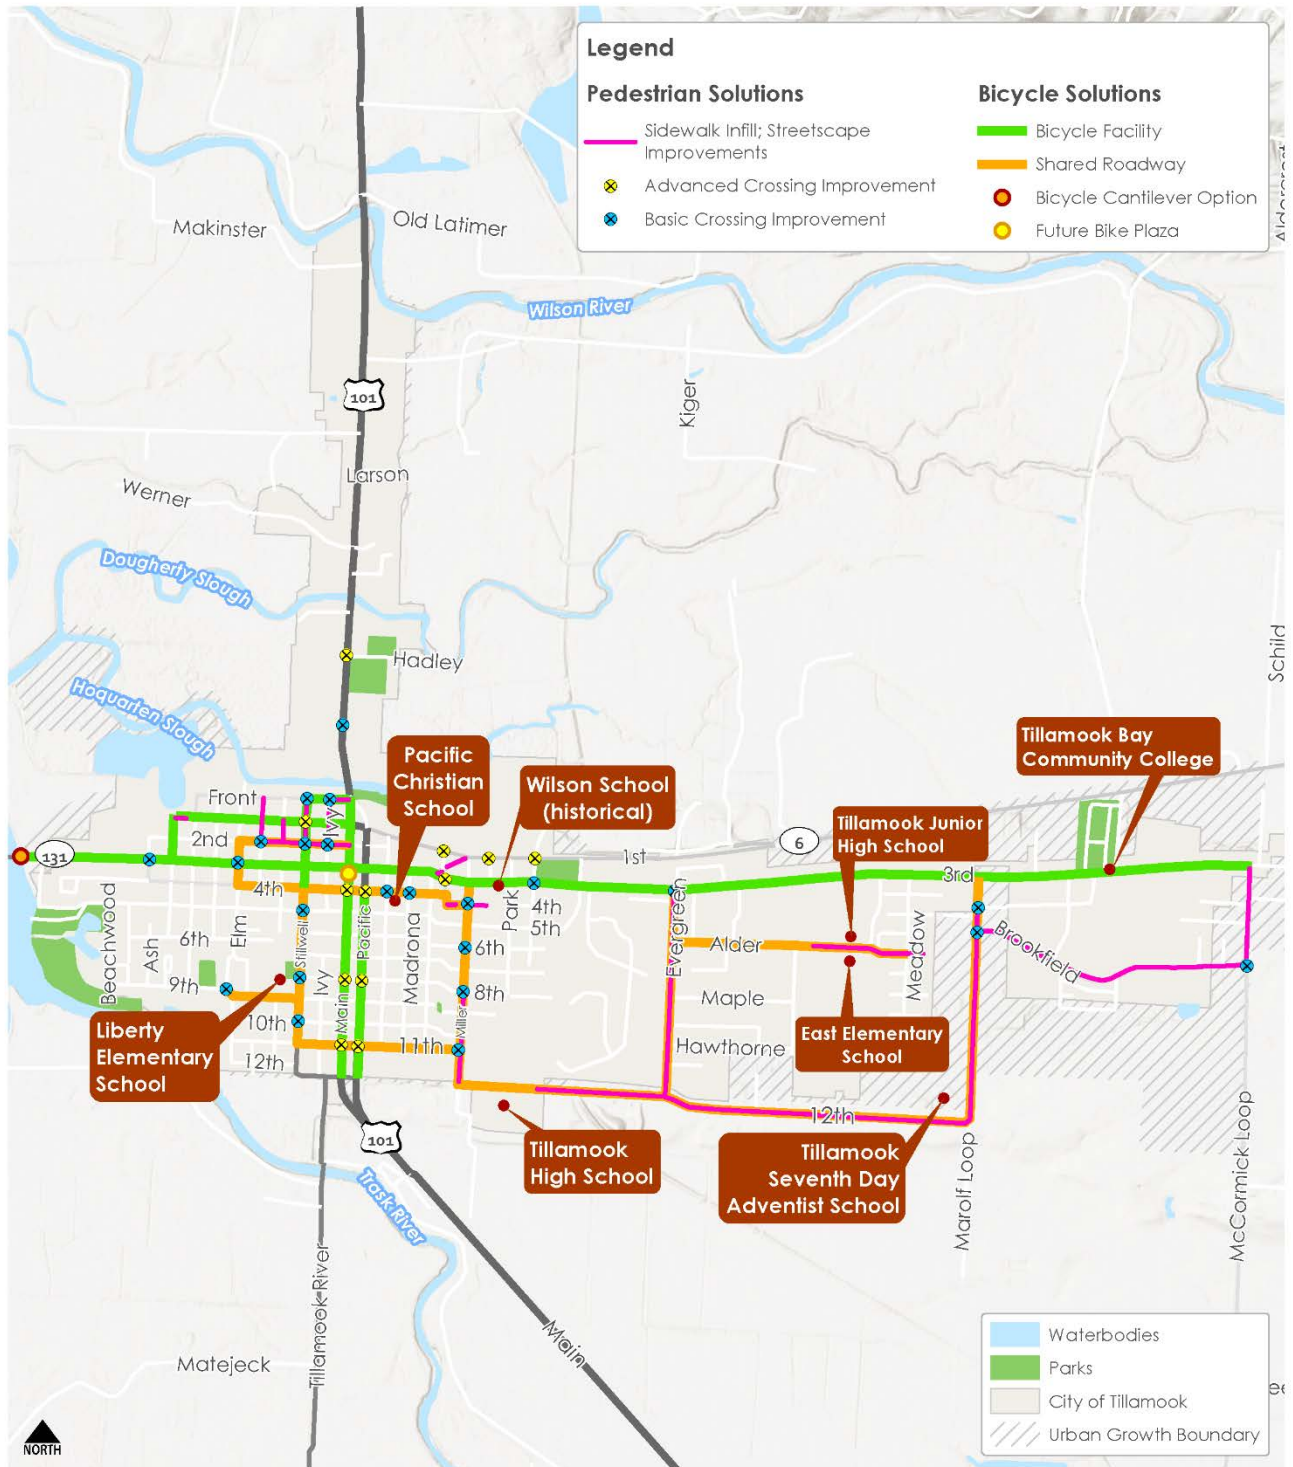 Legend
Pedestrian Solutions
Sidewalk Infill; Streetscape
Improvements
Advanced Crossing Improvement
Basic Crossing Improvement
Bicycle Solutions
Bicycle Facility
Shared Roadway
Bicycle Cantilever Option
Future Bike Plaza
Aldercrest
Makinster
Old Latimer
Wilson River
101
Kiger
Larson
Werner
Dougherty Slough
Hadley
Schild
Hoquarten Slough
Pacific
Christian
School
Wilson School
(historical)
Tillamook Bay
Community College
Front
Ivy
2nd
1st
6
Tillamook Junior
High School
131
3rd
4th
Beachwood
Ash
6th
Elm
Stillwell
Pacific
Madrona
Park
4th
5th
6th
Evergreen
Alder
Meadow
Brookfield
9th
Ivy
Main
8th
Miller
Maple
10th
11th
12th
Hawthorne
Liberty
Elementary
School
East Elementary
School
12th
101
Tillamook
High School
Tillamook
Seventh Day
Adventist School
Marolf Loop
McCormick Loop
Trask River
Tillamook River
Main
Matejeck
NORTH
Waterbodies
Parks
City of Tillamook
Urban Growth Boundary